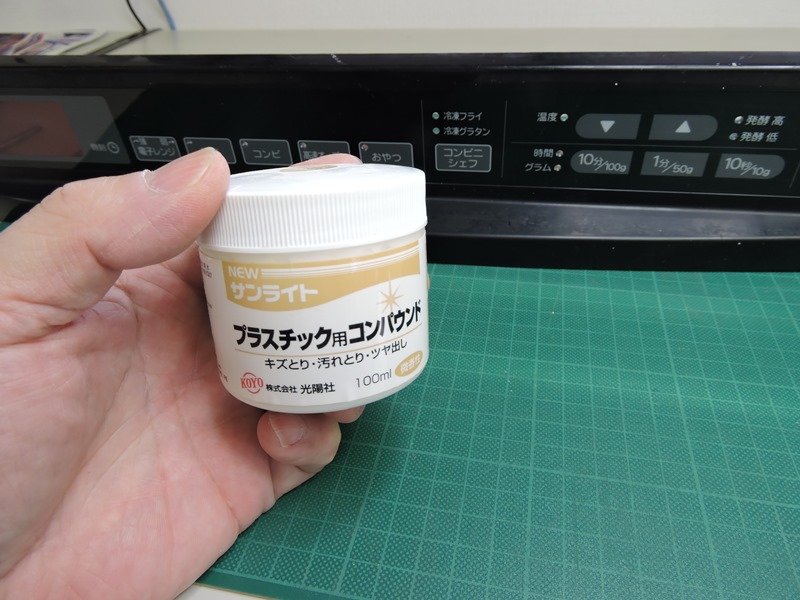 冷凍フライ
冷凍グラタン
温度
発酵 高
発酵 低
電子レンジ
コンビ
おやつ
コンビニ
シェフ
時間
グラム
10分/100g
1分/50g
10秒/10g
NEW
サンライト
プラスチック用コンパウンド
キズとり・汚れとり・ツヤ出し
100ml
KOYO
株式会社 光陽社